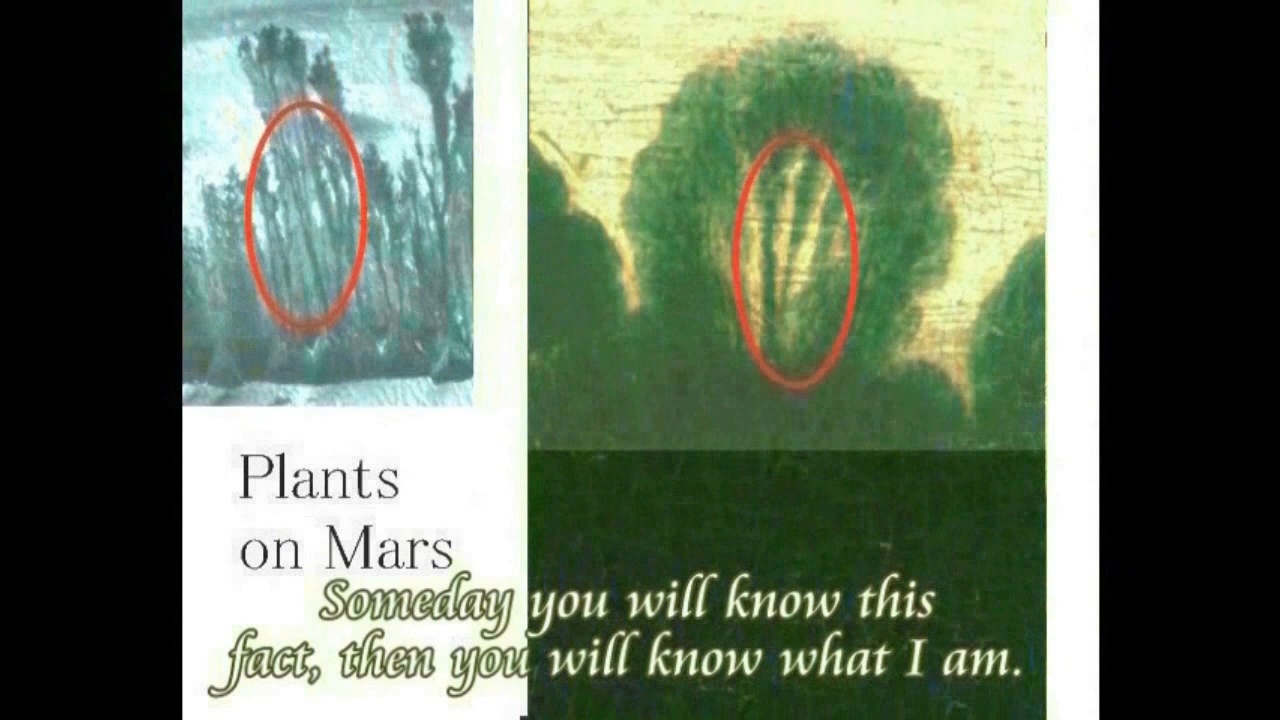 Plants
on Mars
Someday you will know this
fact, then you will know what I am.